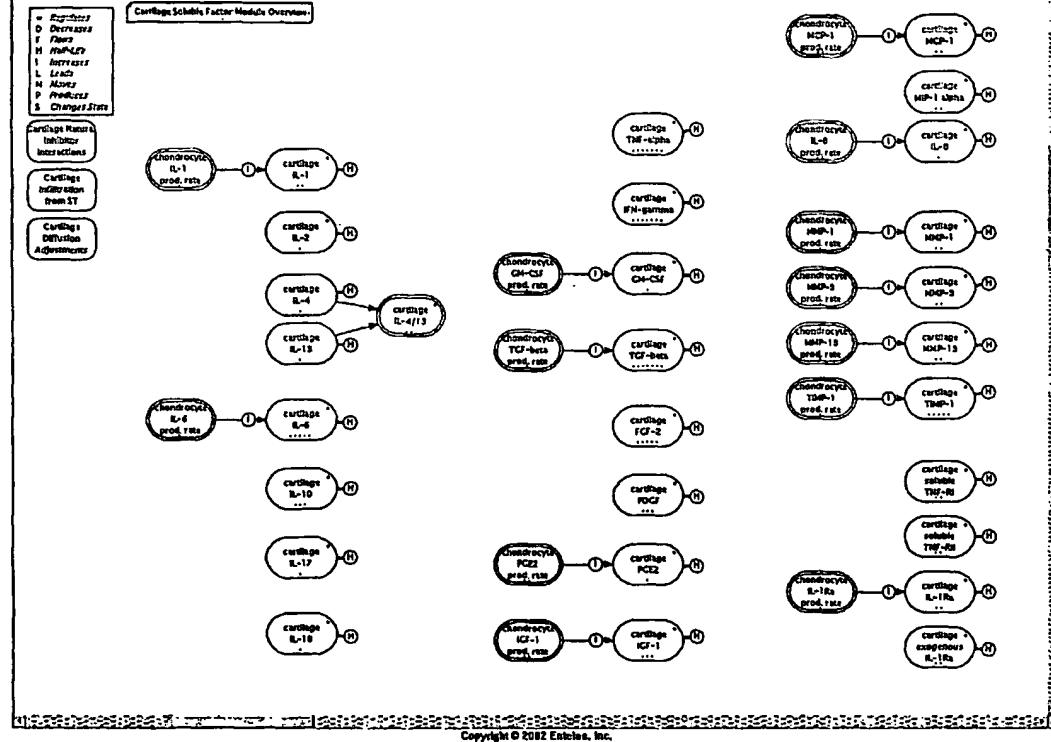 Regulates
D Decreases
F Flows
H Half-Life
I Increases
L Leads
M Moves
P Produces
S Changes State
Cartilage Soluble Factor Module Overview
Cartilage Natural
Inhibitor
Interactions
Cartilage
Infiltration
from ST
Cartilage
Diffusion
Adjustments
chondrocyte
IL-1
prod. rate
I
cartilage
IL-1
H
cartilage
IL-2
H
cartilage
IL-4
H
cartilage
IL-4/13
cartilage
IL-13
H
chondrocyte
IL-6
prod. rate
I
cartilage
IL-6
H
cartilage
IL-10
H
cartilage
IL-17
H
cartilage
IL-18
H
cartilage
TNF-alpha
H
cartilage
IFN-gamma
H
chondrocyte
GM-CSF
prod. rate
I
cartilage
GM-CSF
H
chondrocyte
TGF-beta
prod. rate
I
cartilage
TGF-beta
H
cartilage
FGF-2
H
cartilage
PDGF
H
chondrocyte
PGE2
prod. rate
I
cartilage
PGE2
H
chondrocyte
IGF-1
prod. rate
I
cartilage
IGF-1
H
chondrocyte
MCP-1
prod. rate
I
cartilage
MCP-1
H
cartilage
MIP-1 alpha
H
chondrocyte
IL-8
prod. rate
I
cartilage
IL-8
H
chondrocyte
MMP-1
prod. rate
I
cartilage
MMP-1
H
chondrocyte
MMP-3
prod. rate
I
cartilage
MMP-3
H
chondrocyte
MMP-13
prod. rate
I
cartilage
MMP-13
H
chondrocyte
TIMP-1
prod. rate
I
cartilage
TIMP-1
H
cartilage
soluble
TNF-RI
H
cartilage
soluble
TNF-RII
H
chondrocyte
IL-1Ra
prod. rate
I
cartilage
IL-1Ra
H
cartilage
exogenous
IL-1Ra
H
Copyright © 2002 Entelos, Inc.